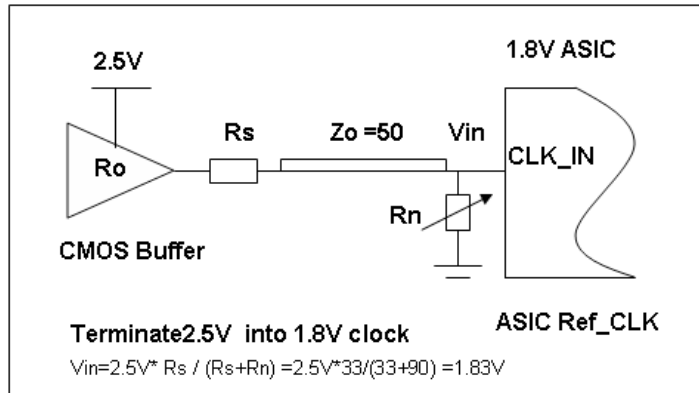 2.5V
1.8V ASIC
Rs
Zo =50
Vin
Ro
CLK_IN
Rn
CMOS Buffer
ASIC Ref_CLK
Terminate2.5V into 1.8V clock
Vin=2.5V* Rs / (Rs+Rn) =2.5V*33/(33+90) =1.83V